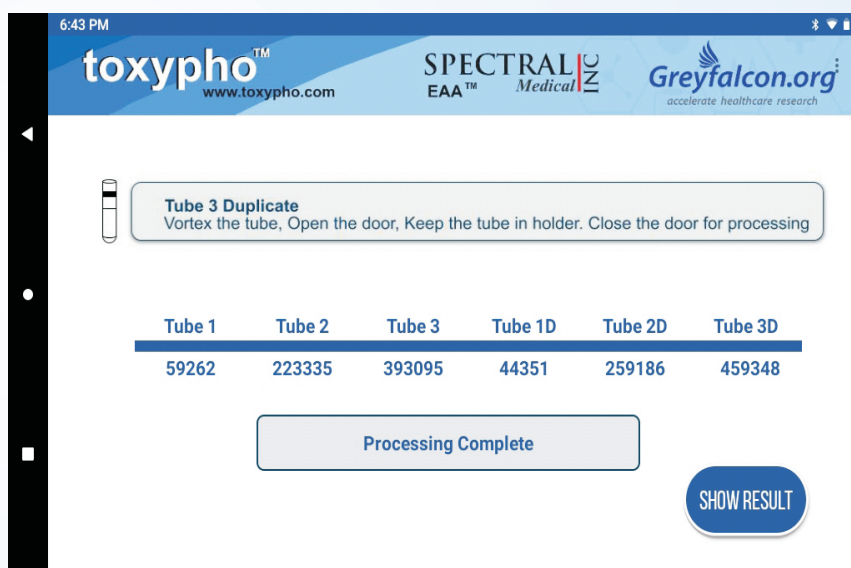 6:43 PM
toxypho™
www.toxypho.com
SPECTRAL
Medical INC
EAA™
Greyfalcon.org
accelerate healthcare research
Tube 3 Duplicate
Vortex the tube, Open the door, Keep the tube in holder. Close the door for processing
Tube 1 Tube 2 Tube 3 Tube 1D Tube 2D Tube 3D
59262 223335 393095 44351 259186 459348
Processing Complete
SHOW RESULT